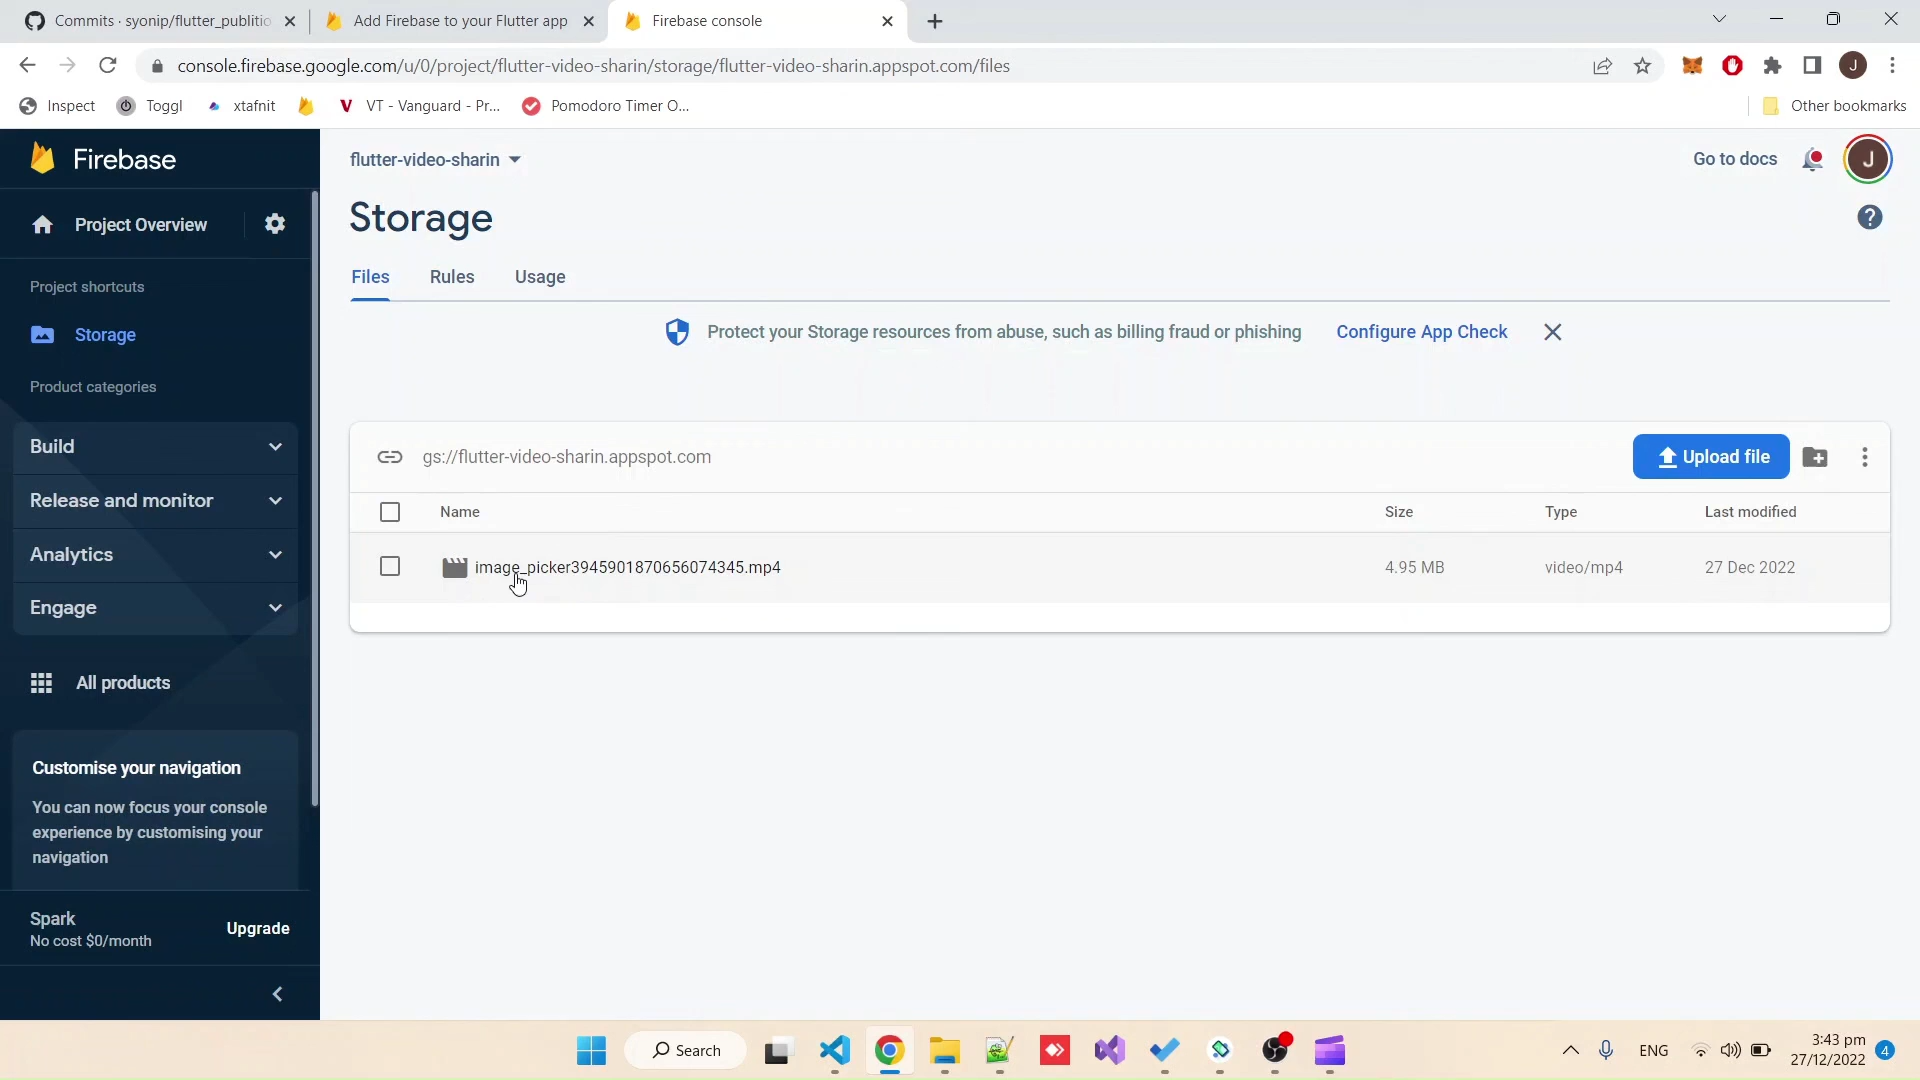 Commits · syonip/flutter_publitio
Add Firebase to your Flutter app
Firebase console
console.firebase.google.com/u/0/project/flutter-video-sharin/storage/flutter-video-sharin.appspot.com/files
J
Inspect
Toggl
xtafnit
VT - Vanguard - Pr...
Pomodoro Timer O...
Other bookmarks
Firebase
flutter-video-sharin
Go to docs
J
Project Overview
Storage
Project shortcuts
Files
Rules
Usage
Storage
Protect your Storage resources from abuse, such as billing fraud or phishing
Configure App Check
Product categories
Build
gs://flutter-video-sharin.appspot.com
Upload file
Release and monitor
Name
Size
Type
Last modified
Analytics
image_picker3945901870656074345.mp4
4.95 MB
video/mp4
27 Dec 2022
Engage
All products
Customise your navigation
You can now focus your console
experience by customising your
navigation
Spark
No cost $0/month
Upgrade
Search
ENG
3:43 pm
27/12/2022
4